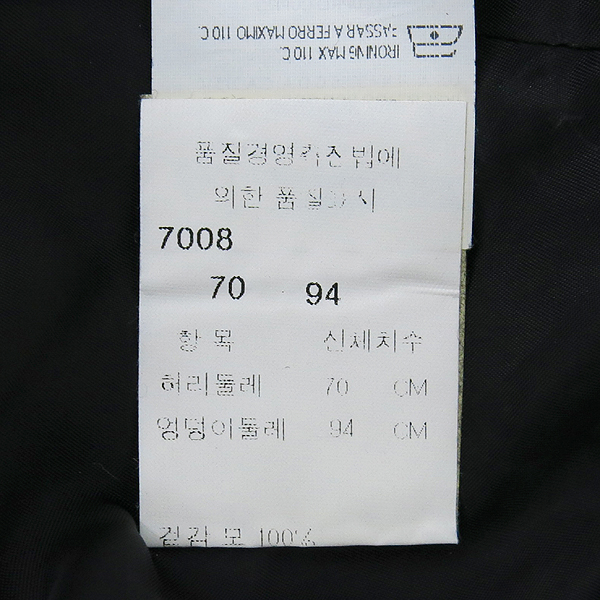 PASSAR A FERRO MAXIMO 110 C.
IRONING MAX 110 C.
품질경영촉진법에
의한 품질표시
7008
70 94
항목 신체치수
허리둘레 70 CM
엉덩이둘레 94 CM
겉감 모 100%